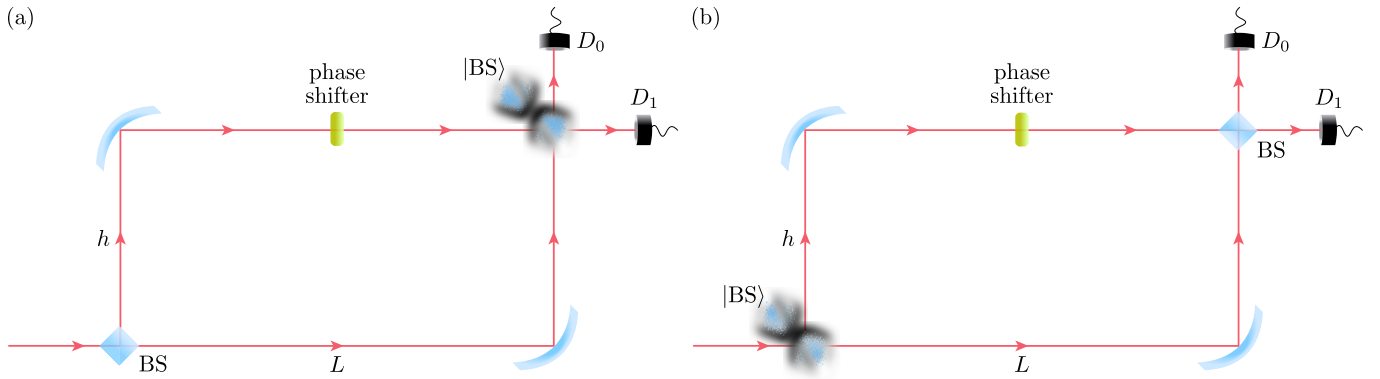 (a)
D₀
|BS⟩
phase
shifter
D₁
h
BS
L
(b)
D₀
phase
shifter
D₁
BS
h
|BS⟩
L